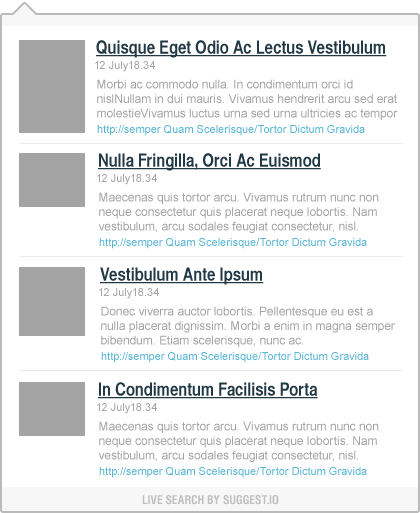 Quisque Eget Odio Ac Lectus Vestibulum
12 July18.34
Morbi ac commodo nulla. In condimentum orci id
nislNullam in dui mauris. Vivamus hendrerit arcu sed erat
molestieVivamus luctus urna sed urna ultricies ac tempor
http://semper Quam Scelerisque/Tortor Dictum Gravida
Nulla Fringilla, Orci Ac Euismod
12 July18.34
Maecenas quis tortor arcu. Vivamus rutrum nunc non
neque consectetur quis placerat neque lobortis. Nam
vestibulum, arcu sodales feugiat consectetur, nisl.
http://semper Quam Scelerisque/Tortor Dictum Gravida
Vestibulum Ante Ipsum
12 July18.34
Donec viverra auctor lobortis. Pellentesque eu est a
nulla placerat dignissim. Morbi a enim in magna semper
bibendum. Etiam scelerisque, nunc ac.
http://semper Quam Scelerisque/Tortor Dictum Gravida
In Condimentum Facilisis Porta
12 July18.34
Maecenas quis tortor arcu. Vivamus rutrum nunc non
neque consectetur quis placerat neque lobortis. Nam
vestibulum, arcu sodales feugiat consectetur, nisl.
http://semper Quam Scelerisque/Tortor Dictum Gravida
LIVE SEARCH BY SUGGEST.IO